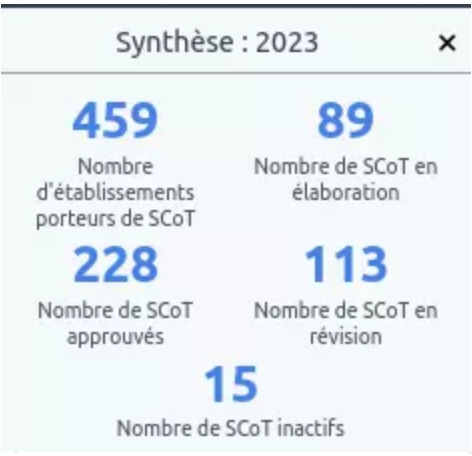 Synthèse : 2023 ×
459
Nombre
d'établissements
porteurs de SCoT
89
Nombre de SCoT en
élaboration
228
Nombre de SCoT
approuvés
113
Nombre de SCoT en
révision
15
Nombre de SCoT inactifs